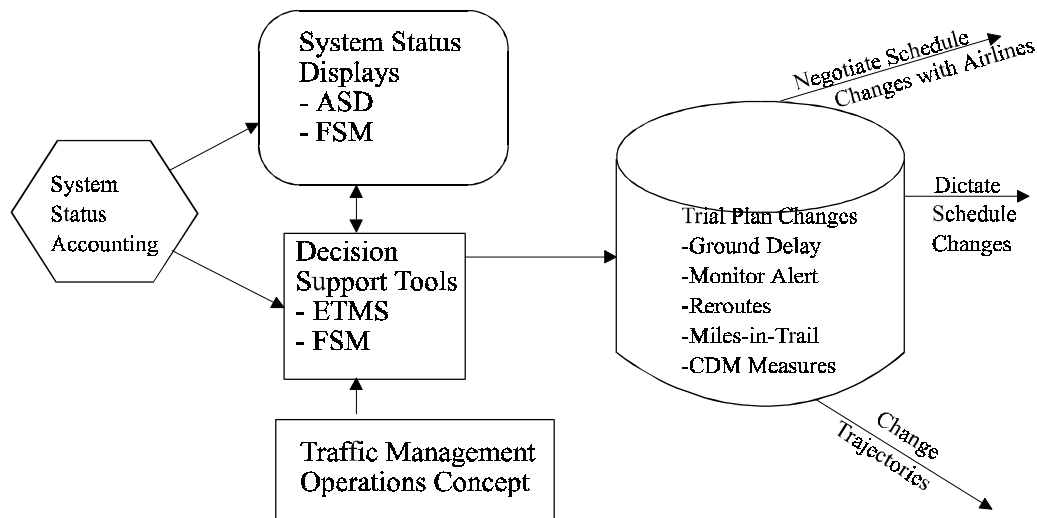 System Status
Displays
- ASD
- FSM
System
Status
Accounting
Decision
Support Tools
- ETMS
- FSM
Traffic Management
Operations Concept
Trial Plan Changes
-Ground Delay
-Monitor Alert
-Reroutes
-Miles-in-Trail
-CDM Measures
Negotiate Schedule
Changes with Airlines
Dictate
Schedule
Changes
Change
Trajectories